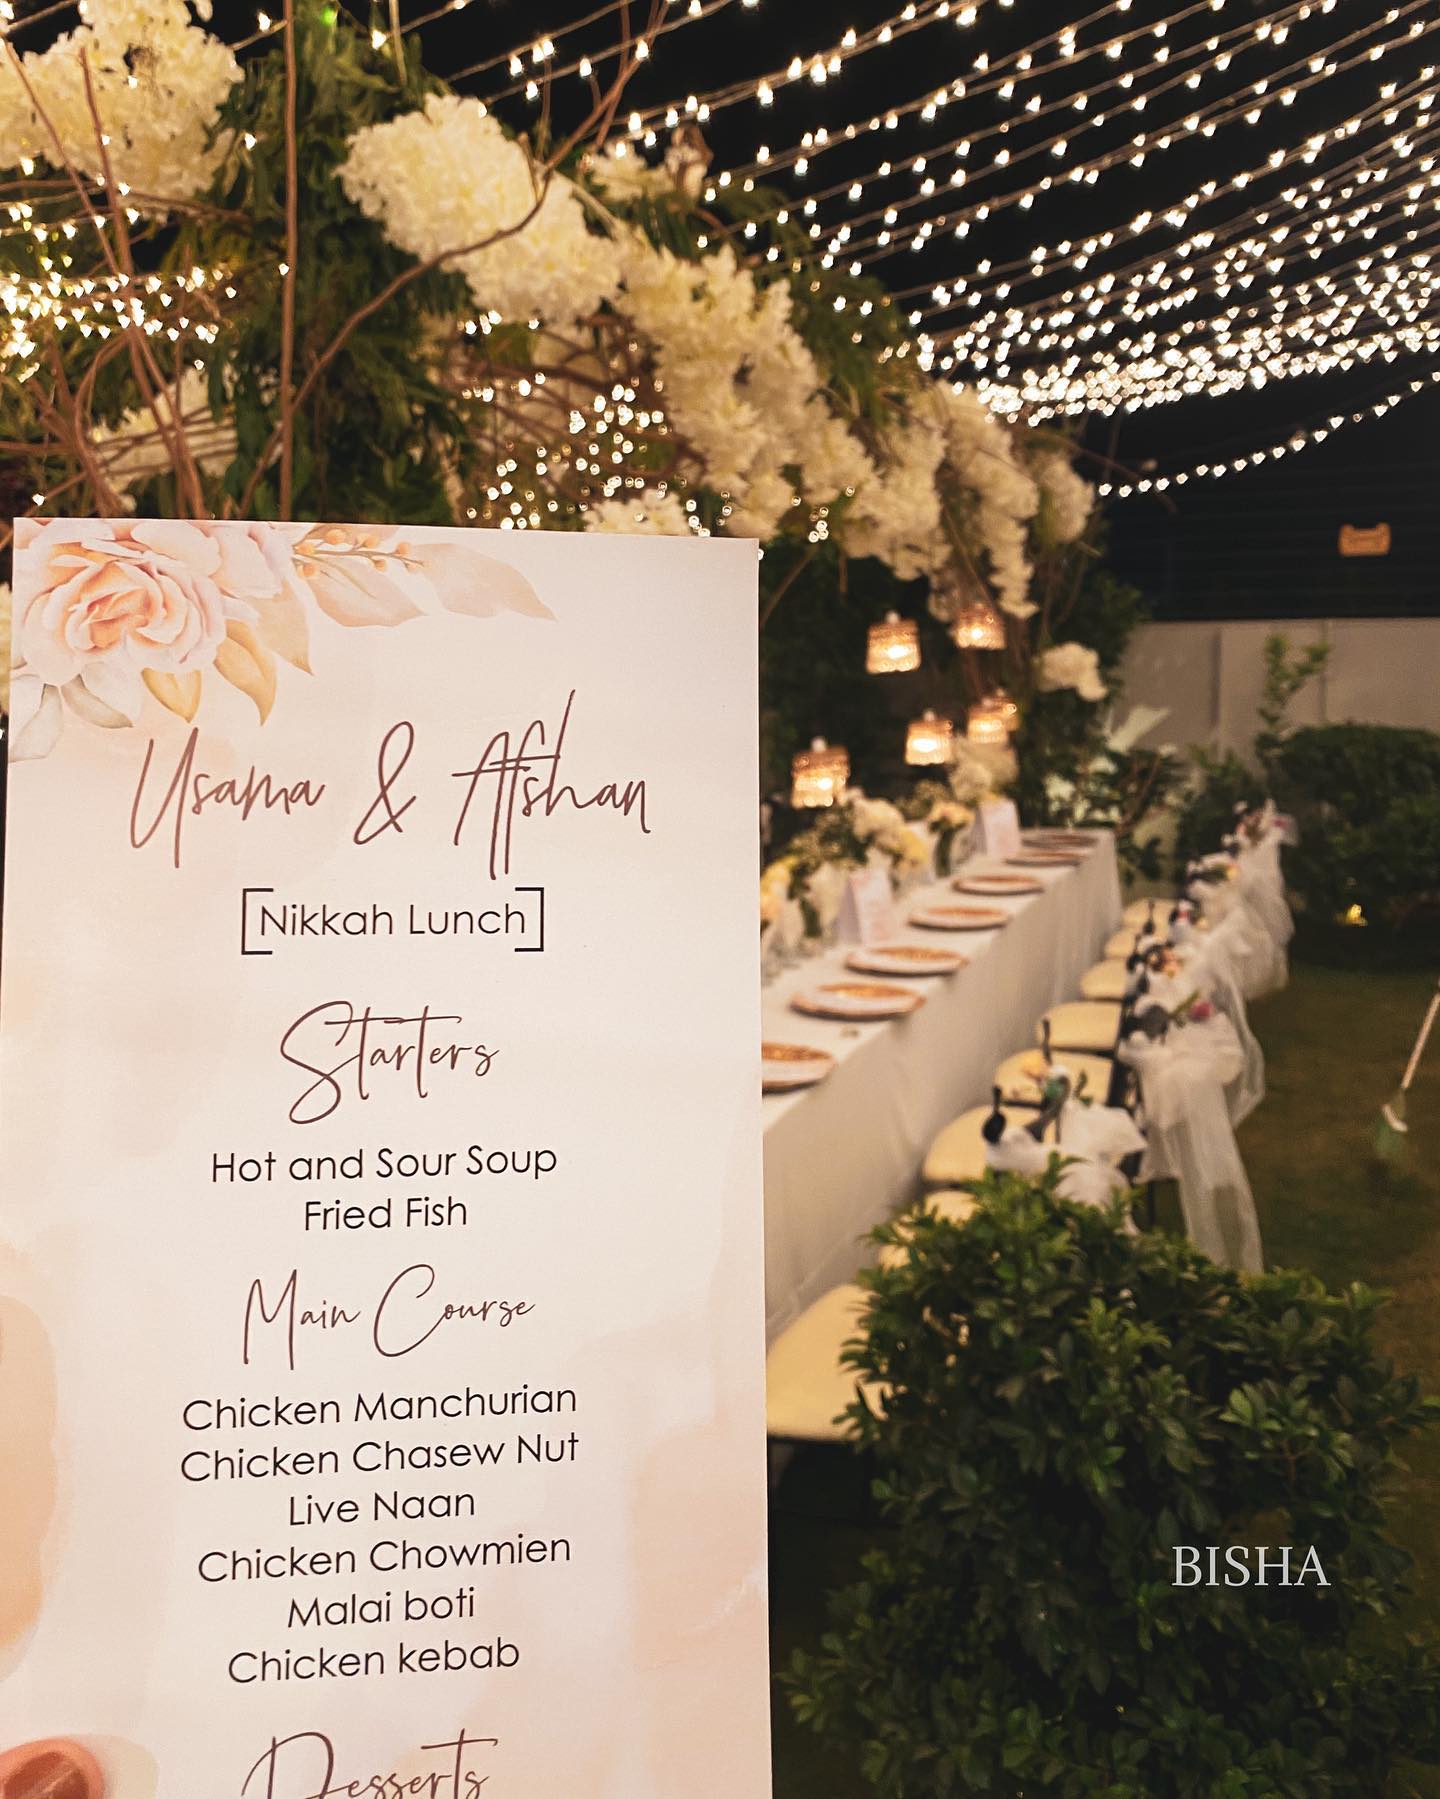 Usama & Afshan
[Nikkah Lunch]
Starters
Hot and Sour Soup
Fried Fish
Main Course
Chicken Manchurian
Chicken Chasew Nut
Live Naan
Chicken Chowmien
Malai boti
Chicken kebab
Desserts
BISHA